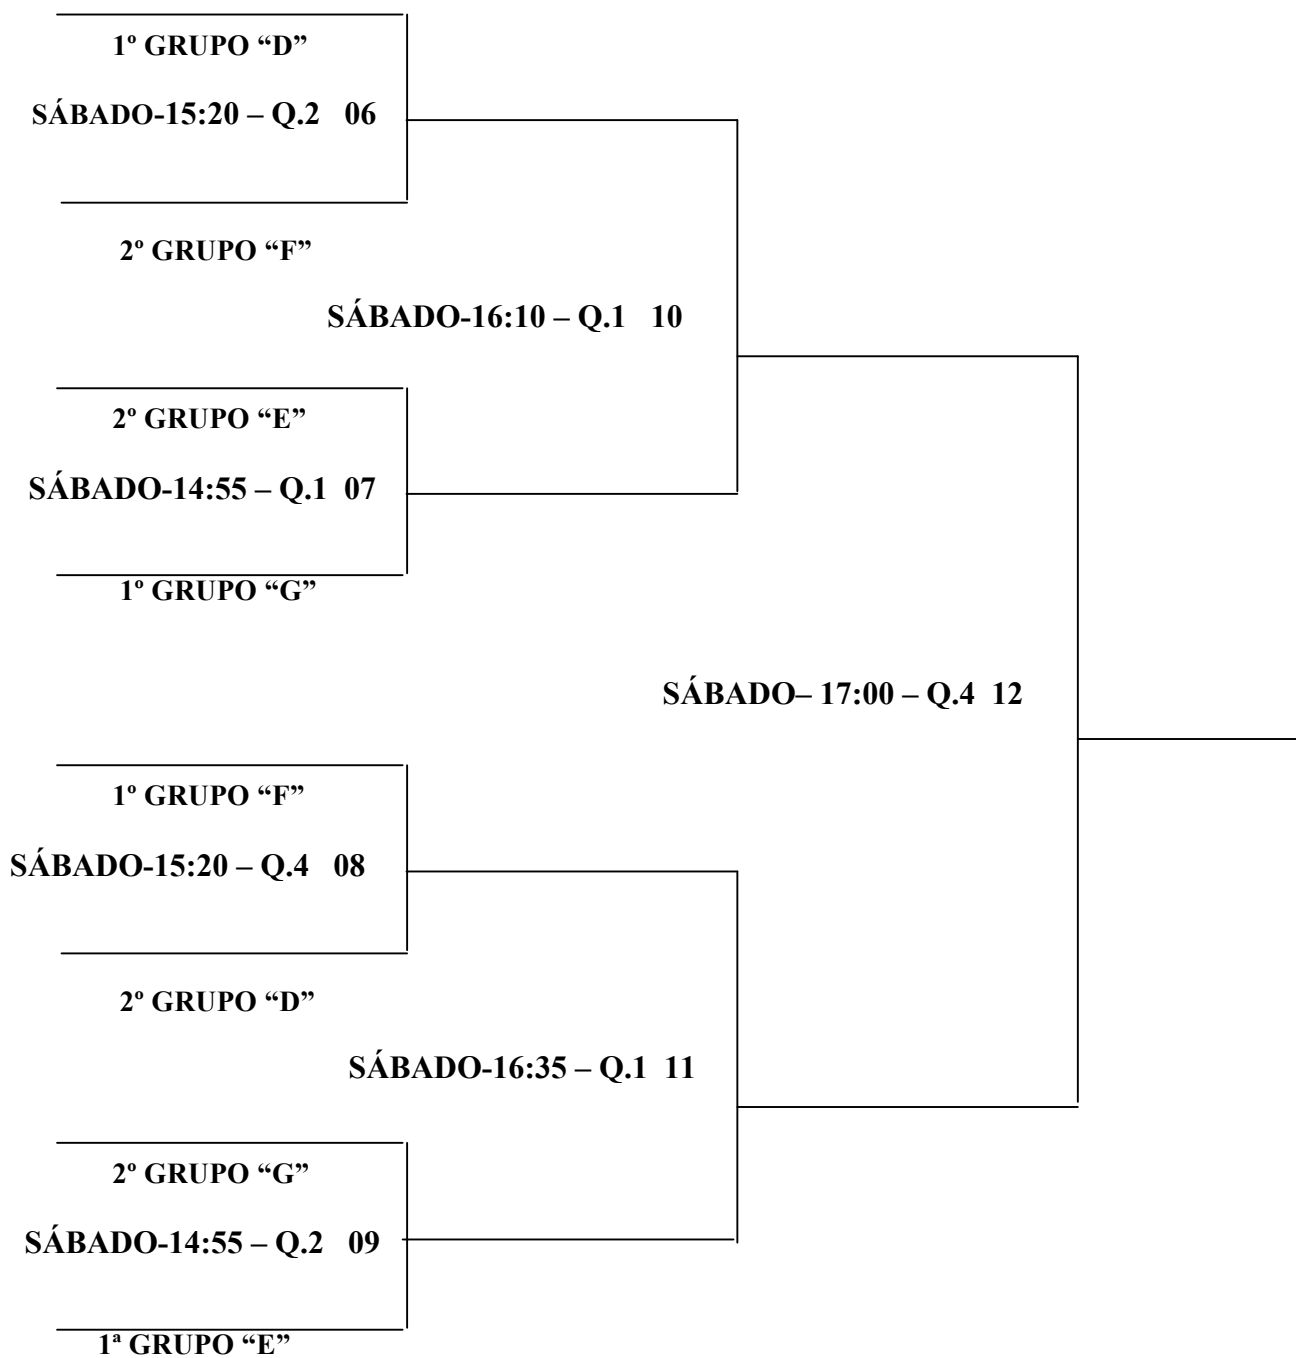 1º GRUPO “D”
SÁBADO-15:20 – Q.2 06
2º GRUPO “F”
SÁBADO-16:10 – Q.1 10
2º GRUPO “E”
SÁBADO-14:55 – Q.1 07
1º GRUPO “G”
SÁBADO– 17:00 – Q.4 12
1º GRUPO “F”
SÁBADO-15:20 – Q.4 08
2º GRUPO “D”
SÁBADO-16:35 – Q.1 11
2º GRUPO “G”
SÁBADO-14:55 – Q.2 09
1ª GRUPO “E”